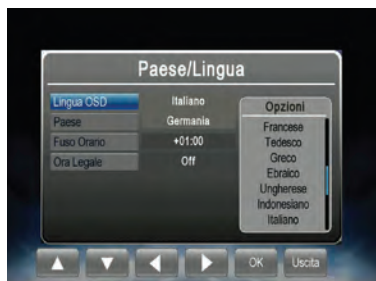 Paese/Lingua
Lingua OSD Italiano
Paese Germania
Fuso Orario +01:00
Ora Legale Off
Opzioni
Francese
Tedesco
Greco
Ebraico
Ungherese
Indonesiano
Italiano
OK Uscita